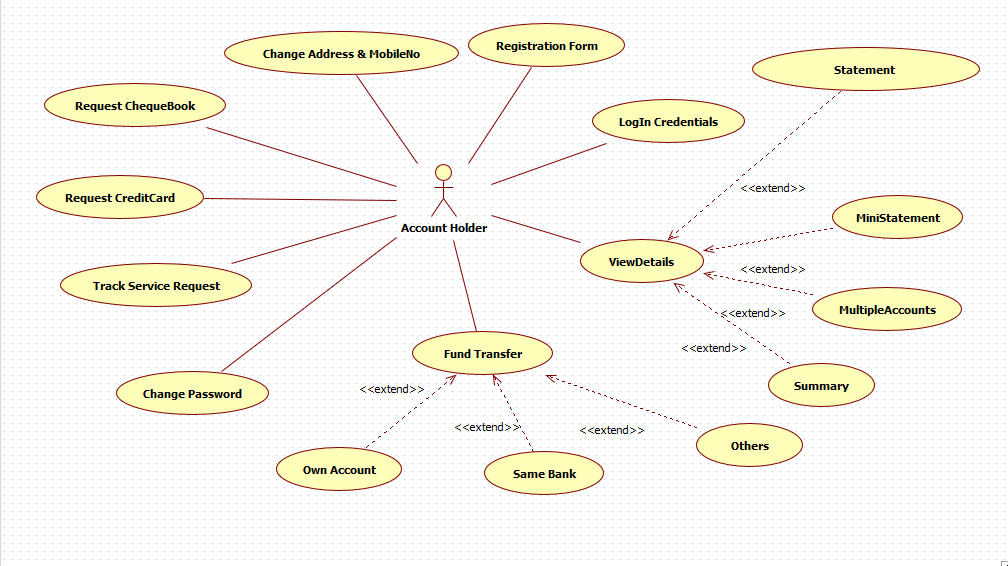 Registration Form
Change Address & MobileNo
Statement
Request ChequeBook
LogIn Credentials
<<extend>>
Request CreditCard
MiniStatement
Account Holder
ViewDetails
<<extend>>
Track Service Request
MultipleAccounts
<<extend>>
<<extend>>
Fund Transfer
Summary
<<extend>>
Change Password
<<extend>>
<<extend>>
Others
Own Account
Same Bank